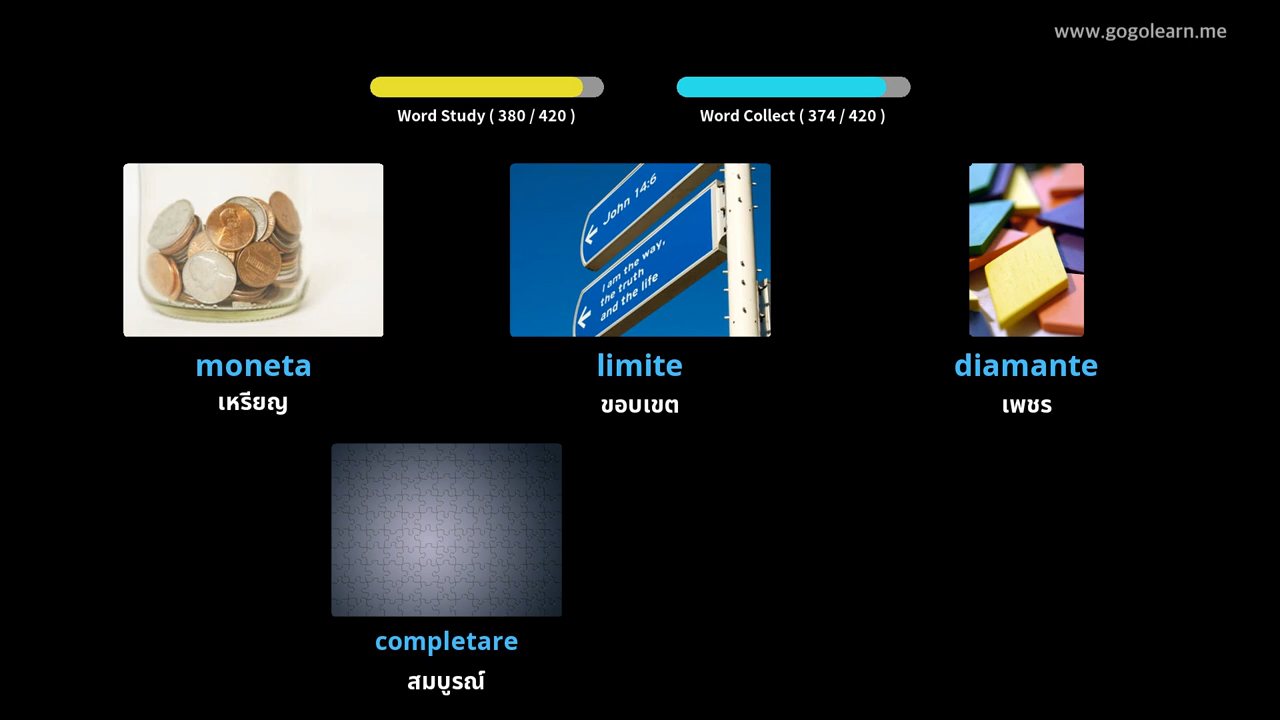 www.gogolearn.me
Word Study ( 380 / 420 )
Word Collect ( 374 / 420 )
John 14:6
I am the way,
the truth
and the life
moneta
limite
diamante
เหรียญ
ขอบเขต
เพชร
completare
สมบูรณ์